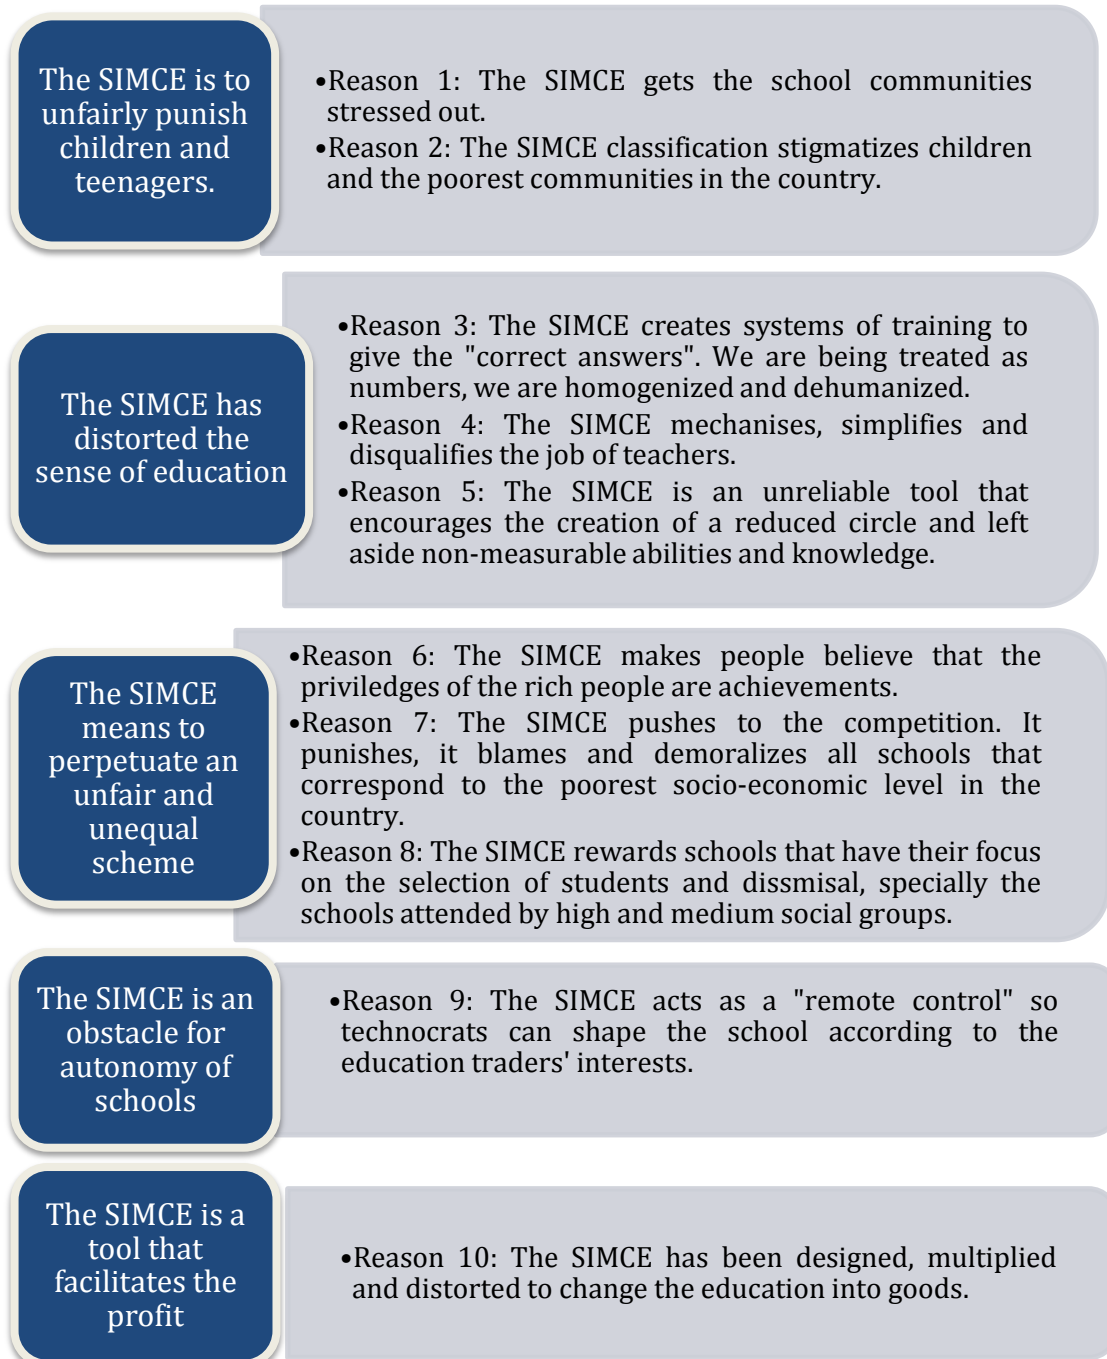 The SIMCE is to
unfairly punish
children and
teenagers.
•Reason 1: The SIMCE gets the school communities
stressed out.
•Reason 2: The SIMCE classification stigmatizes children
and the poorest communities in the country.
The SIMCE has
distorted the
sense of education
•Reason 3: The SIMCE creates systems of training to
give the "correct answers". We are being treated as
numbers, we are homogenized and dehumanized.
•Reason 4: The SIMCE mechanises, simplifies and
disqualifies the job of teachers.
•Reason 5: The SIMCE is an unreliable tool that
encourages the creation of a reduced circle and left
aside non-measurable abilities and knowledge.
The SIMCE
means to
perpetuate an
unfair and
unequal
scheme
•Reason 6: The SIMCE makes people believe that the
priviledges of the rich people are achievements.
•Reason 7: The SIMCE pushes to the competition. It
punishes, it blames and demoralizes all schools that
correspond to the poorest socio-economic level in the
country.
•Reason 8: The SIMCE rewards schools that have their focus
on the selection of students and dissmisal, specially the
schools attended by high and medium social groups.
The SIMCE is an
obstacle for
autonomy of
schools
•Reason 9: The SIMCE acts as a "remote control" so
technocrats can shape the school according to the
education traders' interests.
The SIMCE is a
tool that
facilitates the
profit
•Reason 10: The SIMCE has been designed, multiplied
and distorted to change the education into goods.